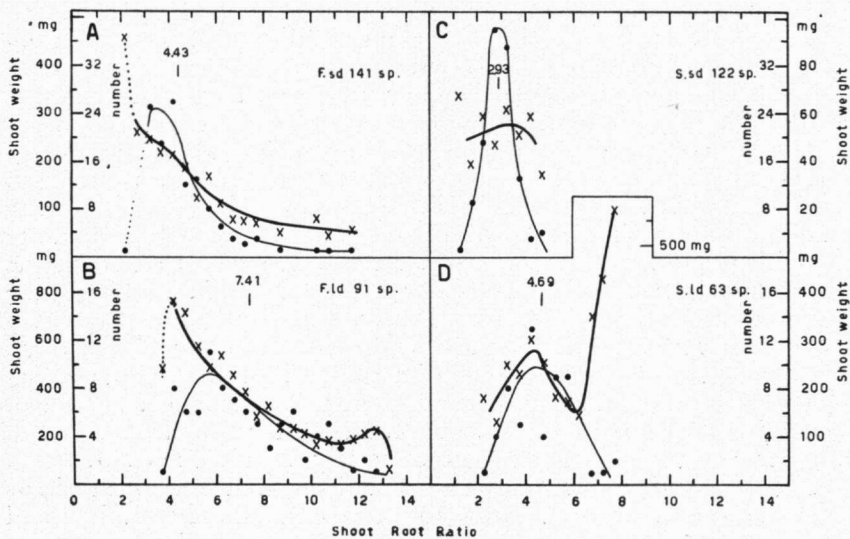 mg A C mg
4.43
400 32 32 80
F.sd 141 sp. 293 S.sd 122 sp.
Shoot weight number number Shoot weight
300 24 24 60
200 16 16 40
100 8 8 20
500 mg
mg B D mg
7.41 4.69
800 16 F.ld 91 sp. S.ld 63 sp. 16 400
Shoot weight number number Shoot weight
600 12 12 300
400 8 8 200
200 4 4 100
0 2 4 6 8 10 12 14 0 2 4 6 8 10 12 14
Shoot Root Ratio